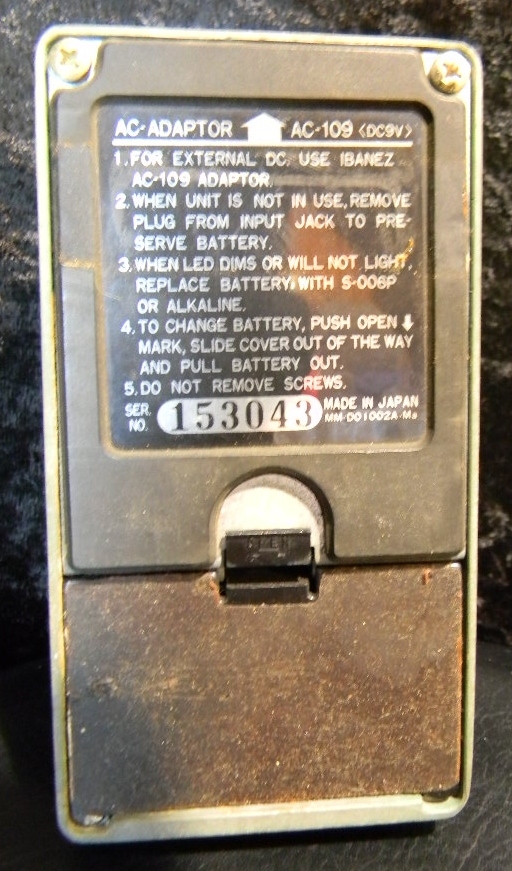 AC-ADAPTOR ⬆ AC-109 <DC9V>
1. FOR EXTERNAL DC, USE IBANEZ
AC-109 ADAPTOR.
2. WHEN UNIT IS NOT IN USE, REMOVE
PLUG FROM INPUT JACK TO PRE-
SERVE BATTERY.
3. WHEN LED DIMS OR WILL NOT LIGHT,
REPLACE BATTERY WITH S-006P
OR ALKALINE.
4. TO CHANGE BATTERY, PUSH OPEN ⬇
MARK, SLIDE COVER OUT OF THE WAY
AND PULL BATTERY OUT.
5. DO NOT REMOVE SCREWS.
SER. NO. 153043 MADE IN JAPAN
MM-D01002A-Ma